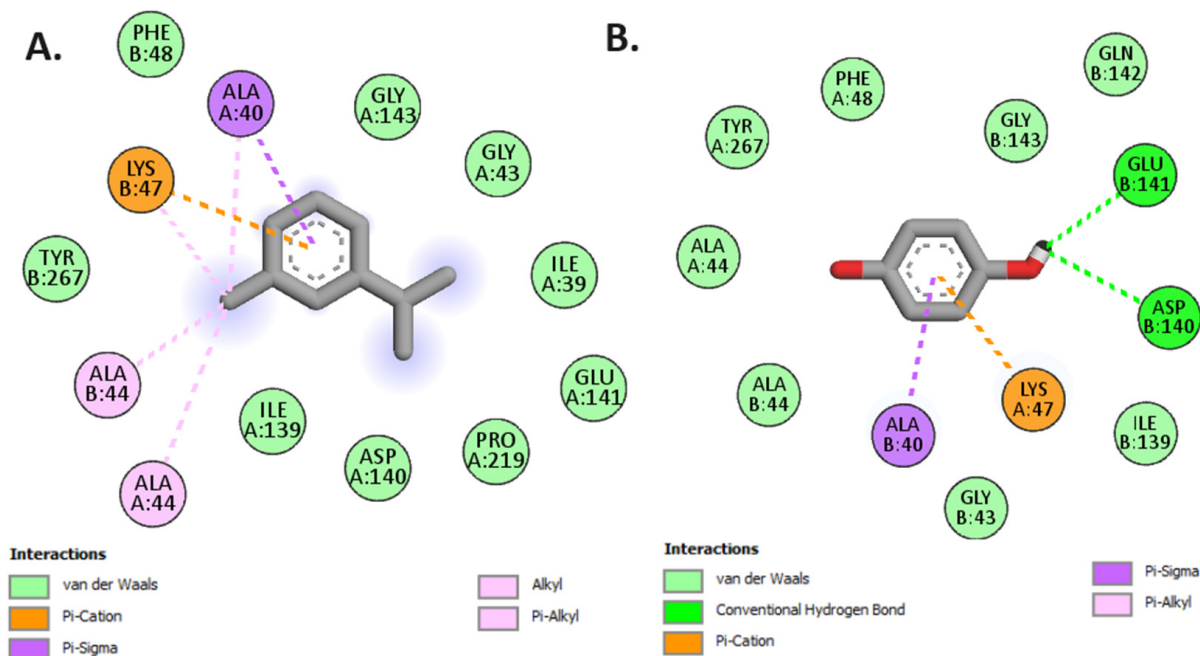 A.
PHE
B:48
ALA
A:40
GLY
A:143
GLY
A:43
LYS
B:47
TYR
B:267
ILE
A:39
ALA
B:44
GLU
A:141
ILE
A:139
PRO
A:219
ASP
A:140
ALA
A:44
Interactions
van der Waals
Pi-Cation
Pi-Sigma
Alkyl
Pi-Alkyl
B.
GLN
B:142
PHE
A:48
TYR
A:267
GLY
B:143
GLU
B:141
ALA
A:44
ASP
B:140
ALA
B:44
LYS
A:47
ALA
B:40
ILE
B:139
GLY
B:43
Interactions
van der Waals
Conventional Hydrogen Bond
Pi-Cation
Pi-Sigma
Pi-Alkyl